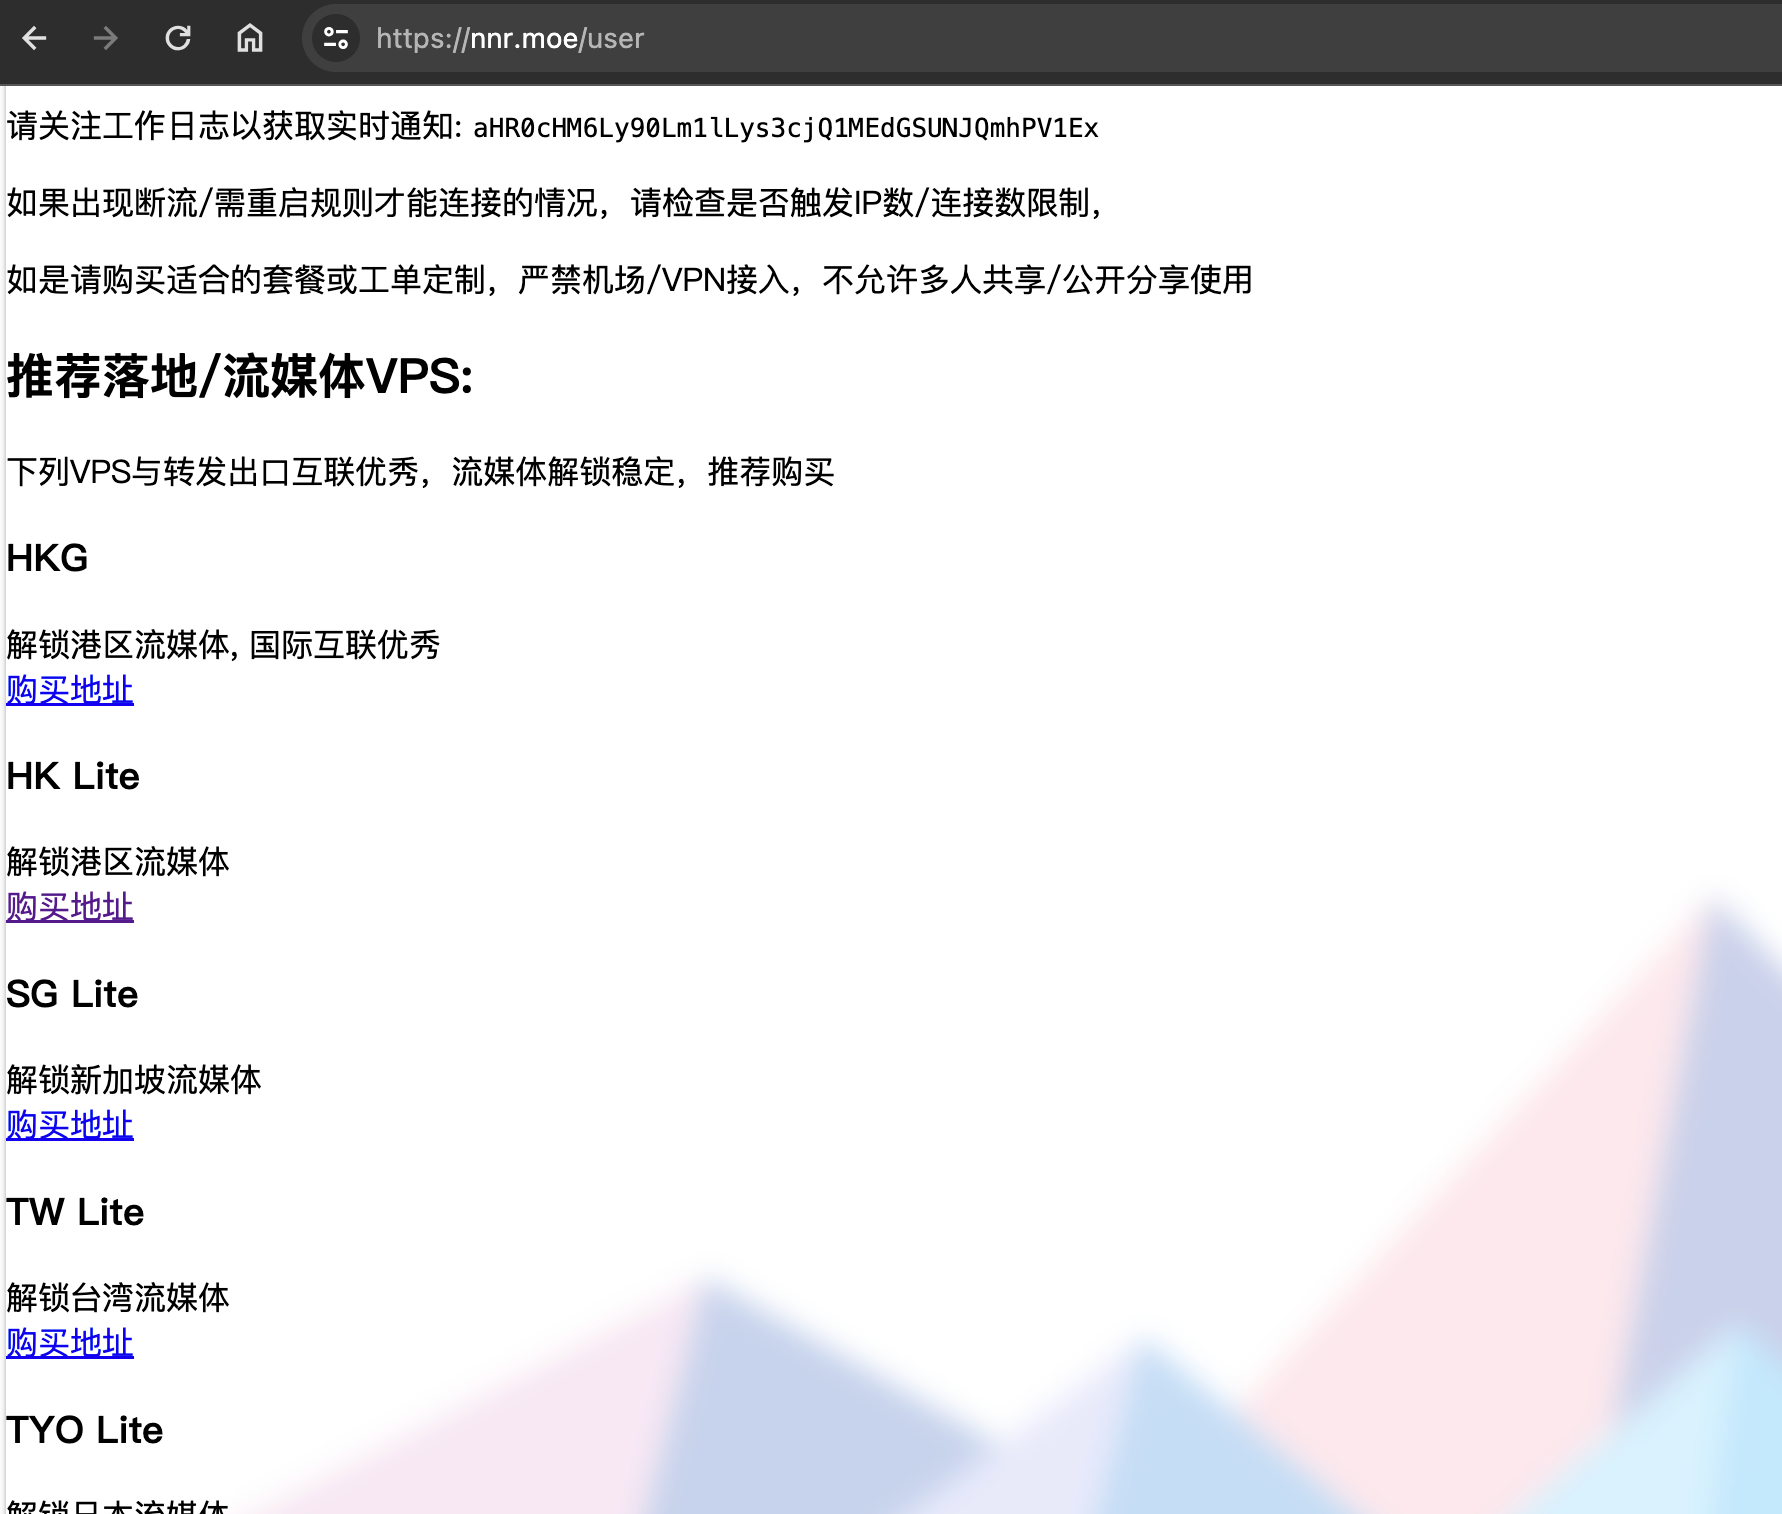 https://nnr.moe/user
请关注工作日志以获取实时通知: aHR0cHM6Ly90Lm1lLys3cjQ1MEdGSUNJQmhPV1Ex
如果出现断流/需重启规则才能连接的情况，请检查是否触发IP数/连接数限制，
如是请购买适合的套餐或工单定制，严禁机场/VPN接入，不允许多人共享/公开分享使用
推荐落地/流媒体VPS:
下列VPS与转发出口互联优秀，流媒体解锁稳定，推荐购买
HKG
解锁港区流媒体, 国际互联优秀
购买地址
HK Lite
解锁港区流媒体
购买地址
SG Lite
解锁新加坡流媒体
购买地址
TW Lite
解锁台湾流媒体
购买地址
TYO Lite
解锁日本流媒体